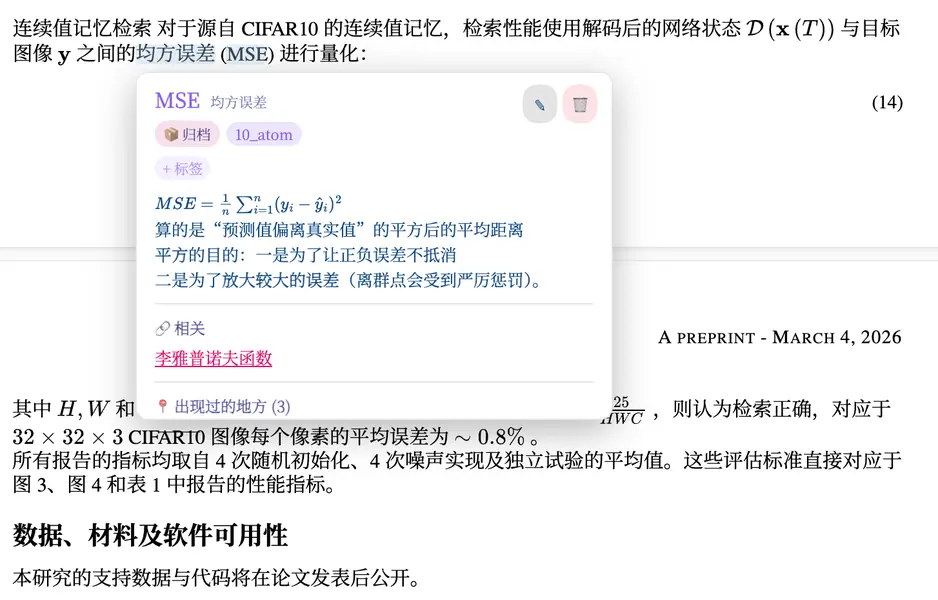 连续值记忆检索 对于源自 CIFAR10 的连续值记忆，检索性能使用解码后的网络状态 𝒟 (x (T)) 与目标
图像 y 之间的均方误差 (MSE) 进行量化：
MSE 均方误差
(14)
📦 归档 10_atom
+ 标签
MSE = 1/n ∑ⁿᵢ₌₁(yᵢ − ŷᵢ)²
算的是“预测值偏离真实值”的平方后的平均距离
平方的目的：一是为了让正负误差不抵消
二是为了放大较大的误差（离群点会受到严厉惩罚）。
🔗 相关
李雅普诺夫函数
📍 出现过的地方 (3)
A PREPRINT - MARCH 4, 2026
其中 H, W 和
25/HWC ，则认为检索正确，对应于
32 × 32 × 3 CIFAR10 图像每个像素的平均误差为 ∼ 0.8% 。
所有报告的指标均取自 4 次随机初始化、4 次噪声实现及独立试验的平均值。这些评估标准直接对应于
图 3、图 4 和表 1 中报告的性能指标。
数据、材料及软件可用性
本研究的支持数据与代码将在论文发表后公开。